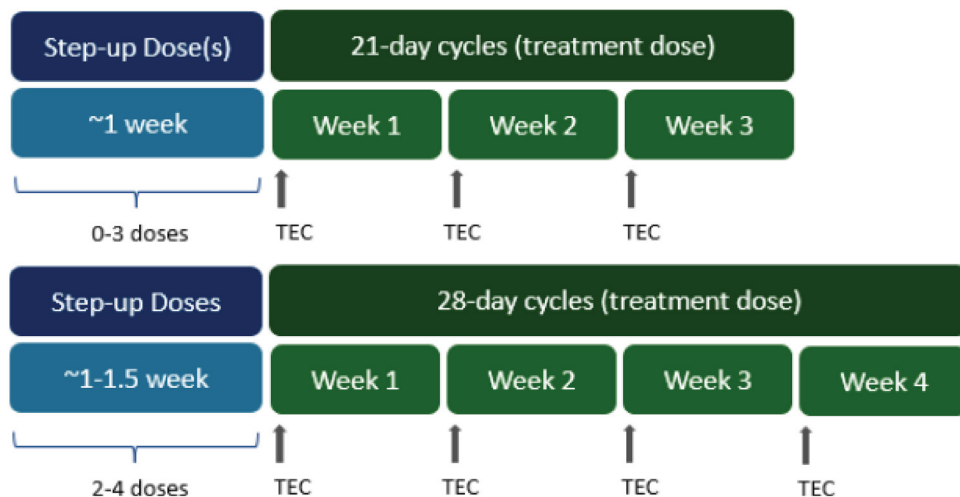 Step-up Dose(s) 21-day cycles (treatment dose)
~1 week Week 1 Week 2 Week 3
0-3 doses TEC TEC TEC
Step-up Doses 28-day cycles (treatment dose)
~1-1.5 week Week 1 Week 2 Week 3 Week 4
2-4 doses TEC TEC TEC TEC